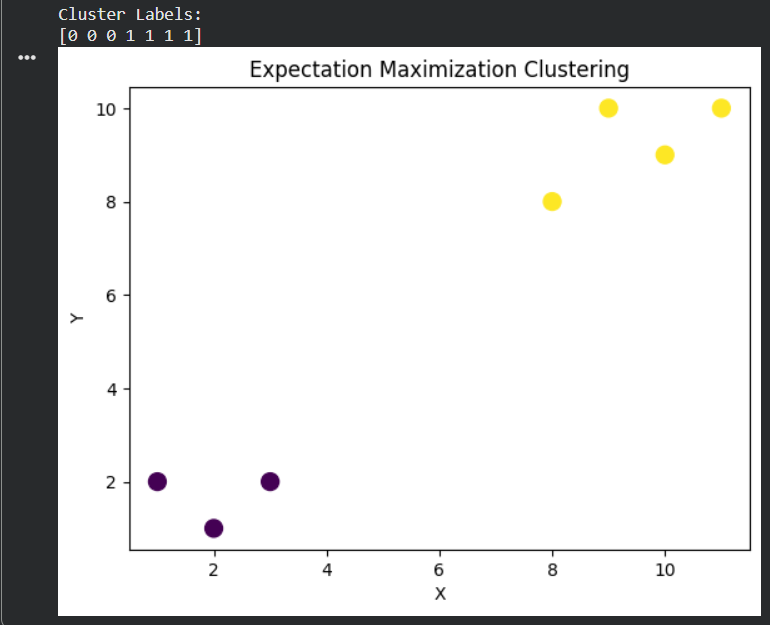 Cluster Labels:
[0 0 0 1 1 1 1]
Expectation Maximization Clustering
10
8
6
4
2
Y
2 4 6 8 10
X